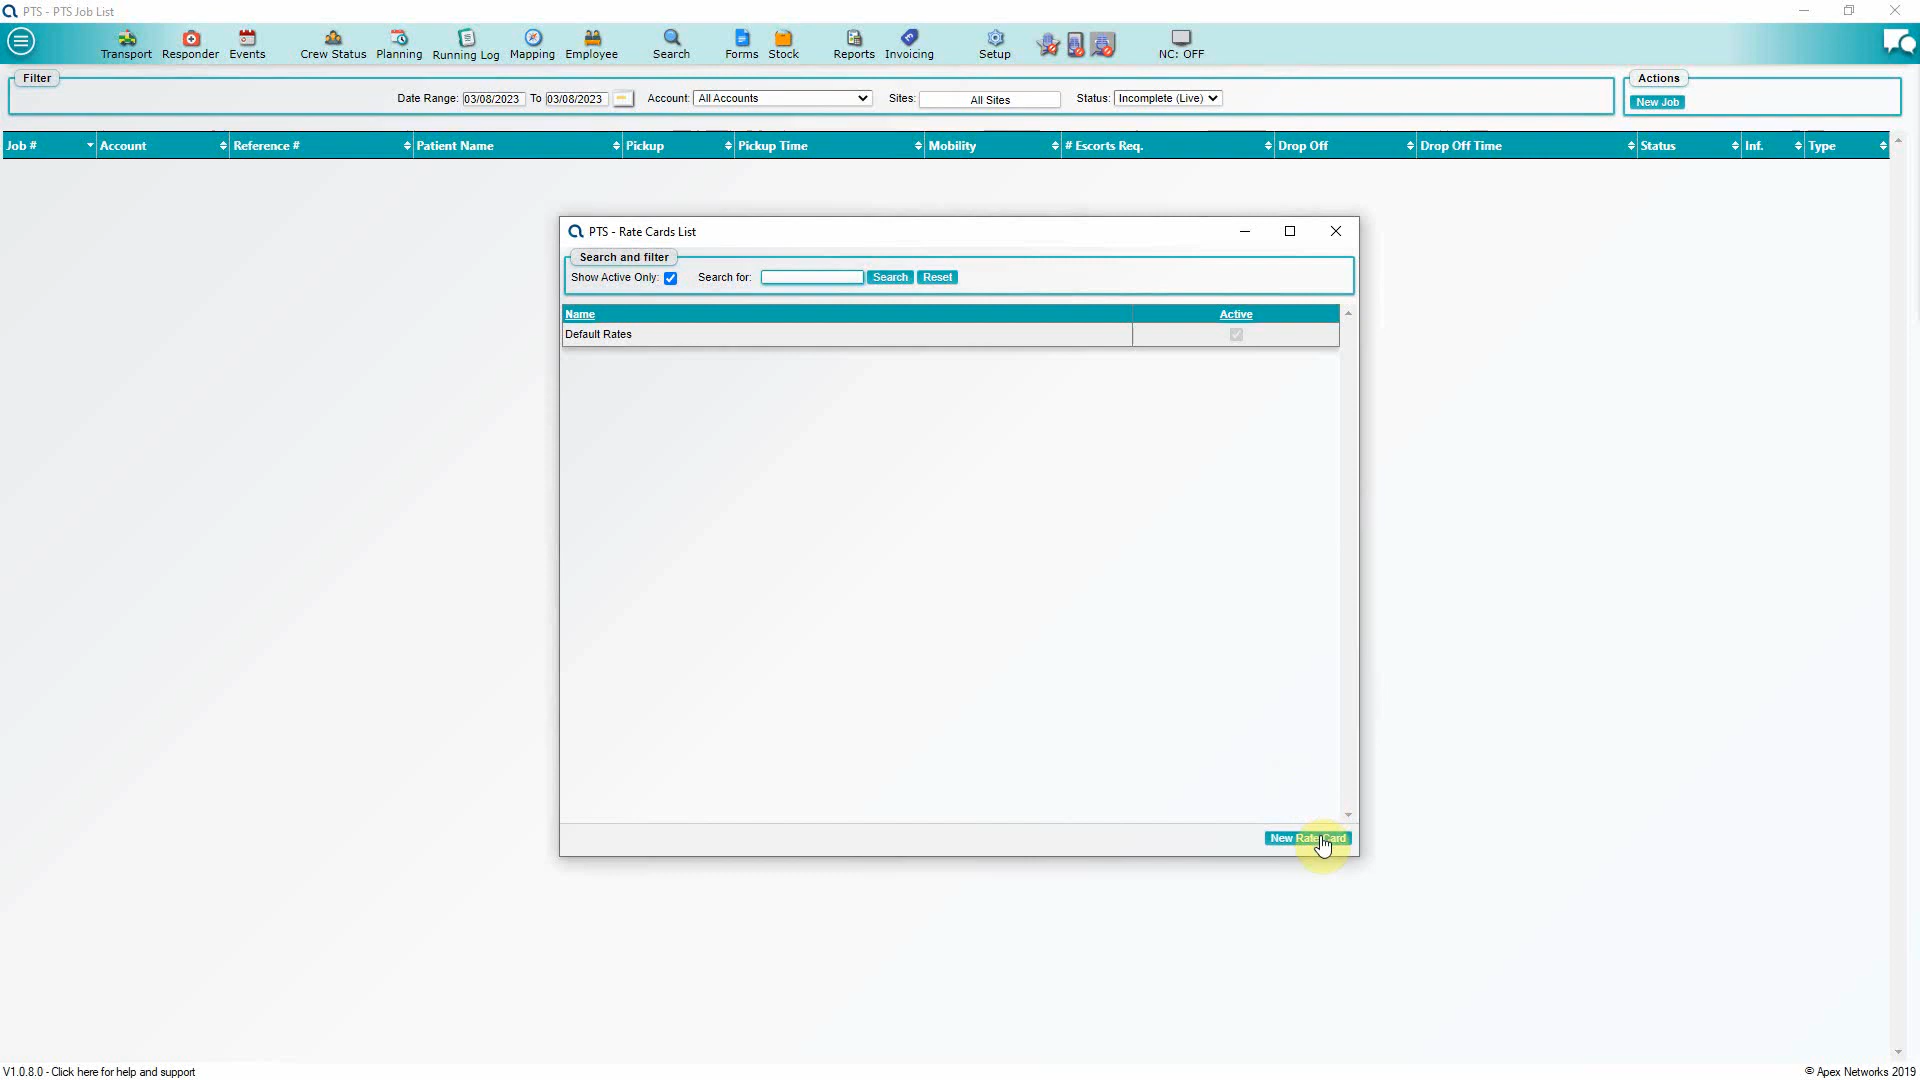 PTS - PTS Job List
Transport Responder Events Crew Status Planning Running Log Mapping Employee Search Forms Stock Reports Invoicing Setup NC: OFF
Filter
Actions
Date Range: 03/08/2023 To 03/08/2023 Account: All Accounts Sites: All Sites Status: Incomplete (Live)
New Job
Job # Account Reference # Patient Name Pickup Pickup Time Mobility # Escorts Req. Drop Off Drop Off Time Status Inf. Type
PTS - Rate Cards List
Search and filter
Show Active Only: Search for: Search Reset
Name Active
Default Rates
New Rate Card
V1.0.8.0 - Click here for help and support
© Apex Networks 2019